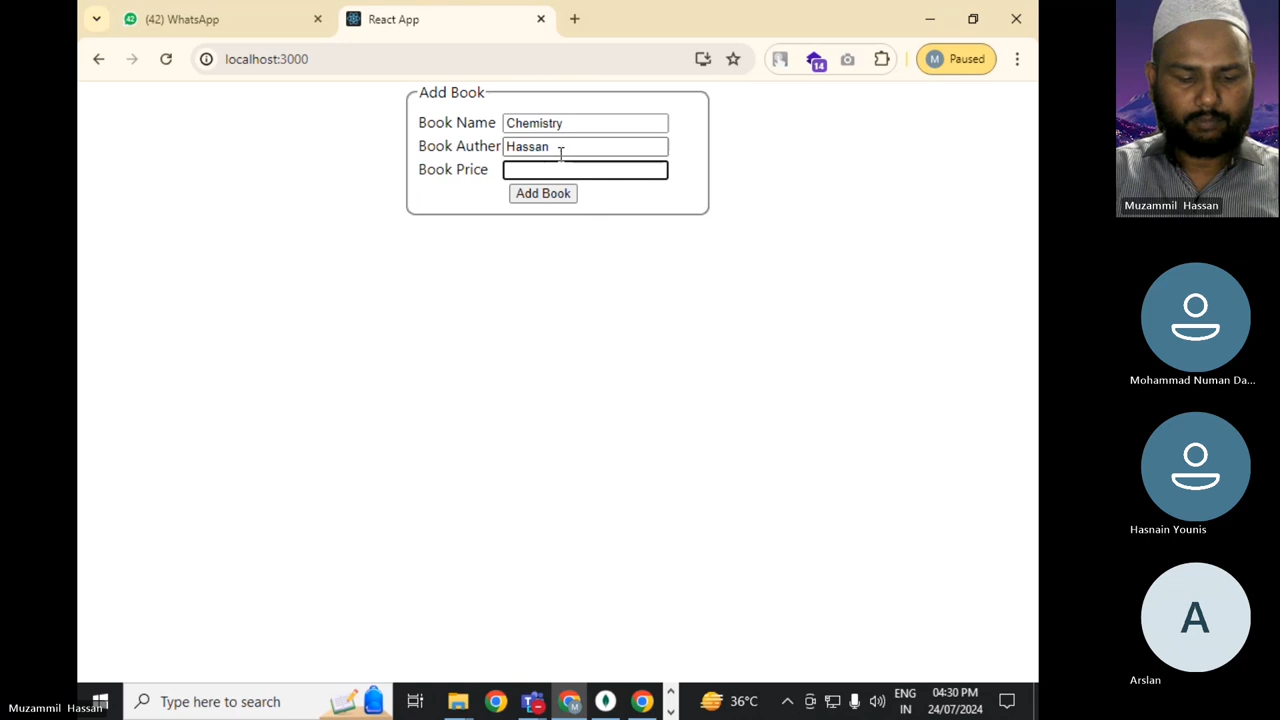 (42) WhatsApp
React App
localhost:3000
14
M
Paused
Add Book
Book Name
Chemistry
Book Auther
Hassan
Book Price
Add Book
Muzammil Hassan
Mohammad Numan Da...
Hasnain Younis
A
Arslan
Muzammil Hassan
Type here to search
36°C
ENG
IN
04:30 PM
24/07/2024